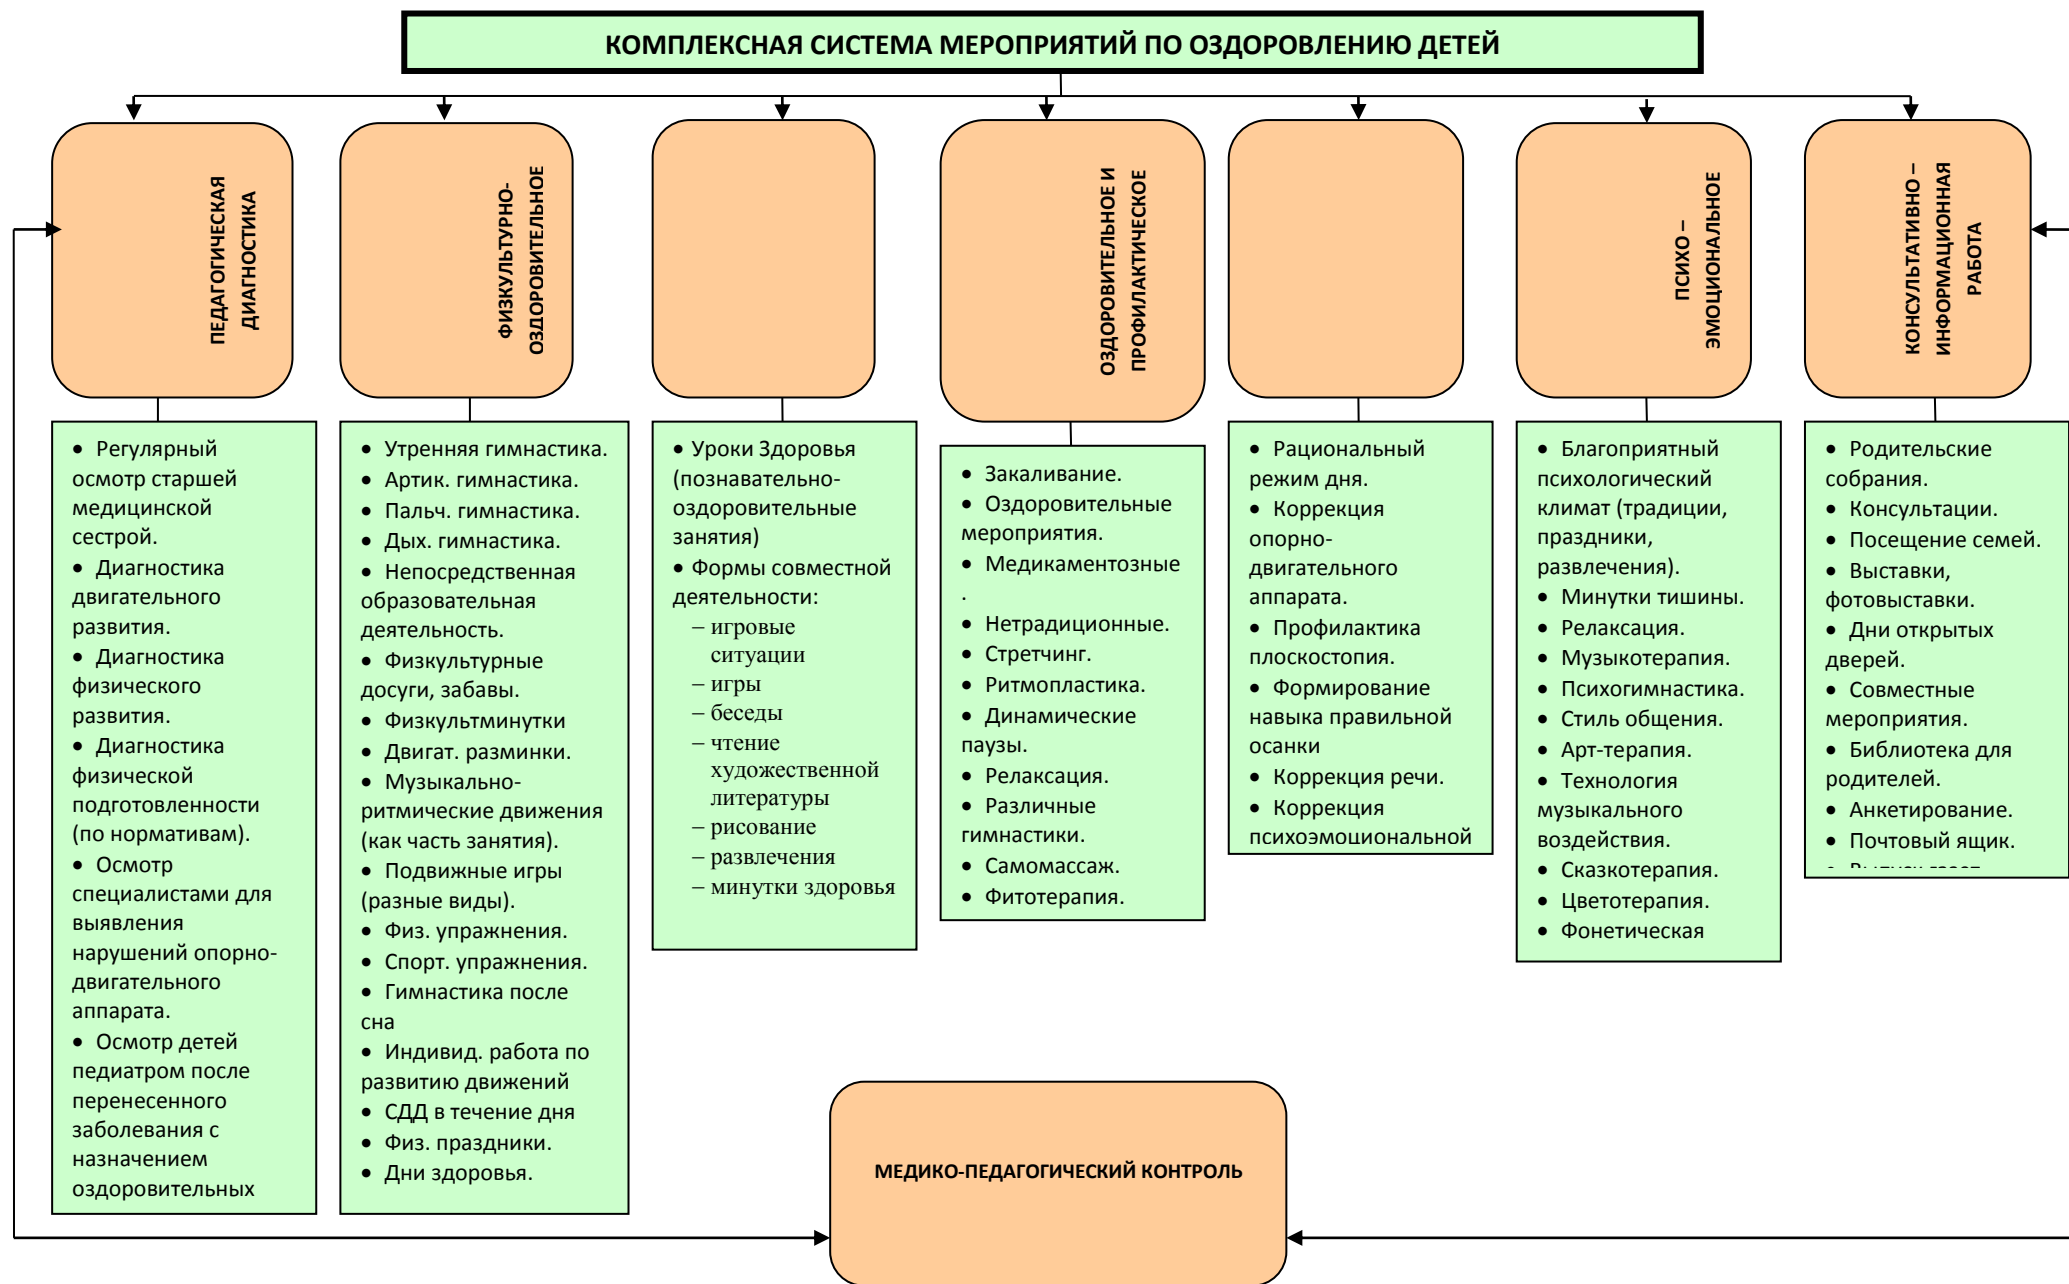 КОМПЛЕКСНАЯ СИСТЕМА МЕРОПРИЯТИЙ ПО ОЗДОРОВЛЕНИЮ ДЕТЕЙ
ПЕДАГОГИЧЕСКАЯ
ДИАГНОСТИКА
ФИЗКУЛЬТУРНО-
ОЗДОРОВИТЕЛЬНОЕ
ОЗДОРОВИТЕЛЬНОЕ И
ПРОФИЛАКТИЧЕСКОЕ
ПСИХО –
ЭМОЦИОНАЛЬНОЕ
КОНСУЛЬТАТИВНО –
ИНФОРМАЦИОННАЯ
РАБОТА
• Регулярный
осмотр старшей
медицинской
сестрой.
• Диагностика
двигательного
развития.
• Диагностика
физического
развития.
• Диагностика
физической
подготовленности
(по нормативам).
• Осмотр
специалистами для
выявления
нарушений опорно-
двигательного
аппарата.
• Осмотр детей
педиатром после
перенесенного
заболевания с
назначением
оздоровительных
• Утренняя гимнастика.
• Артик. гимнастика.
• Пальч. гимнастика.
• Дых. гимнастика.
• Непосредственная
образовательная
деятельность.
• Физкультурные
досуги, забавы.
• Физкультминутки
• Двигат. разминки.
• Музыкально-
ритмические движения
(как часть занятия).
• Подвижные игры
(разные виды).
• Физ. упражнения.
• Спорт. упражнения.
• Гимнастика после
сна
• Индивид. работа по
развитию движений
• СДД в течение дня
• Физ. праздники.
• Дни здоровья.
• Уроки Здоровья
(познавательно-
оздоровительные
занятия)
• Формы совместной
деятельности:
– игровые
ситуации
– игры
– беседы
– чтение
художественной
литературы
– рисование
– развлечения
– минутки здоровья
• Закаливание.
• Оздоровительные
мероприятия.
• Медикаментозные
.
• Нетрадиционные.
• Стретчинг.
• Ритмопластика.
• Динамические
паузы.
• Релаксация.
• Различные
гимнастики.
• Самомассаж.
• Фитотерапия.
• Рациональный
режим дня.
• Коррекция
опорно-
двигательного
аппарата.
• Профилактика
плоскостопия.
• Формирование
навыка правильной
осанки
• Коррекция речи.
• Коррекция
психоэмоциональной
• Благоприятный
психологический
климат (традиции,
праздники,
развлечения).
• Минутки тишины.
• Релаксация.
• Музыкотерапия.
• Психогимнастика.
• Стиль общения.
• Арт-терапия.
• Технология
музыкального
воздействия.
• Сказкотерапия.
• Цветотерапия.
• Фонетическая
• Родительские
собрания.
• Консультации.
• Посещение семей.
• Выставки,
фотовыставки.
• Дни открытых
дверей.
• Совместные
мероприятия.
• Библиотека для
родителей.
• Анкетирование.
• Почтовый ящик.
МЕДИКО-ПЕДАГОГИЧЕСКИЙ КОНТРОЛЬ